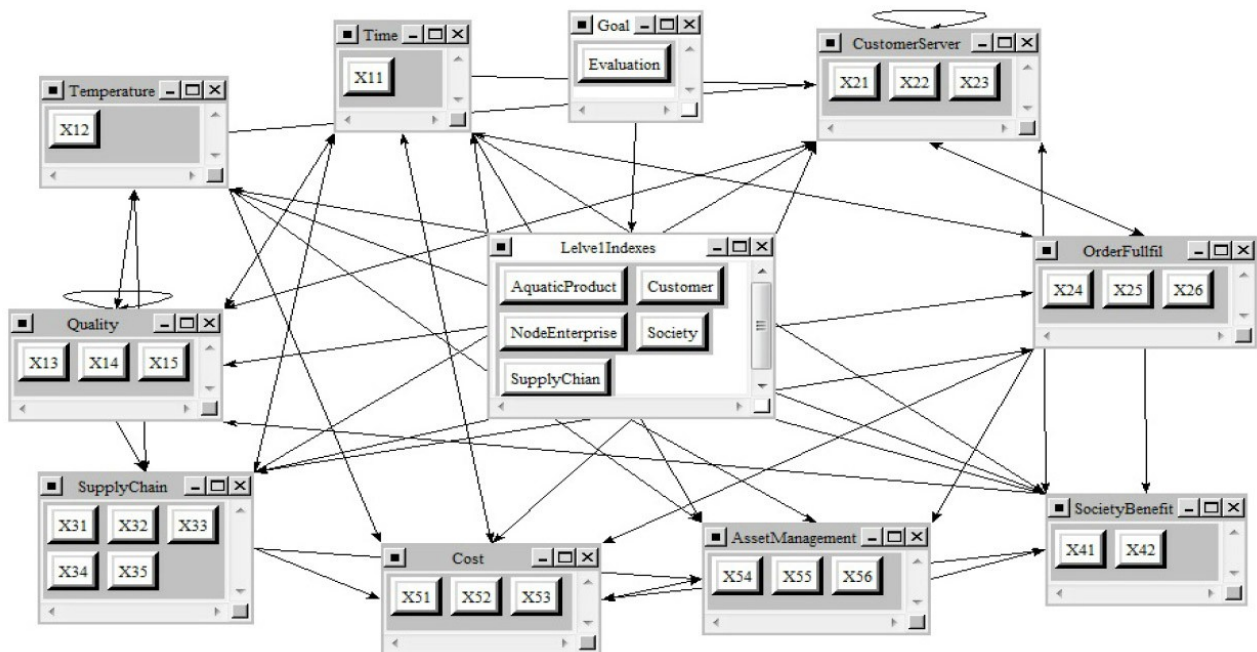 Time
X11
Goal
Evaluation
CustomerServer
X21 X22 X23
Temperature
X12
Lelve1Indexes
AquaticProduct Customer
NodeEnterprise Society
SupplyChian
OrderFullfil
X24 X25 X26
Quality
X13 X14 X15
SupplyChain
X31 X32 X33
X34 X35
Cost
X51 X52 X53
AssetManagement
X54 X55 X56
SocietyBenefit
X41 X42